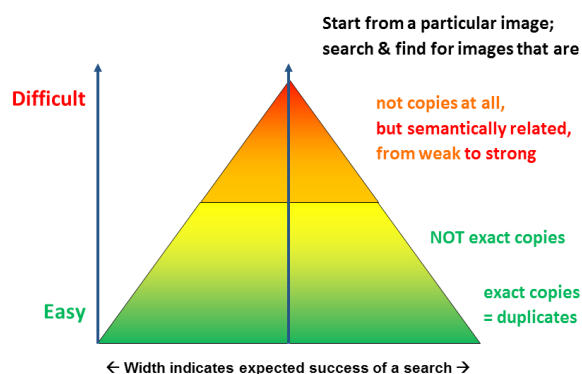 Start from a particular image;
search & find for images that are
Difficult
not copies at all,
but semantically related,
from weak to strong
NOT exact copies
Easy
exact copies
= duplicates
← Width indicates expected success of a search →